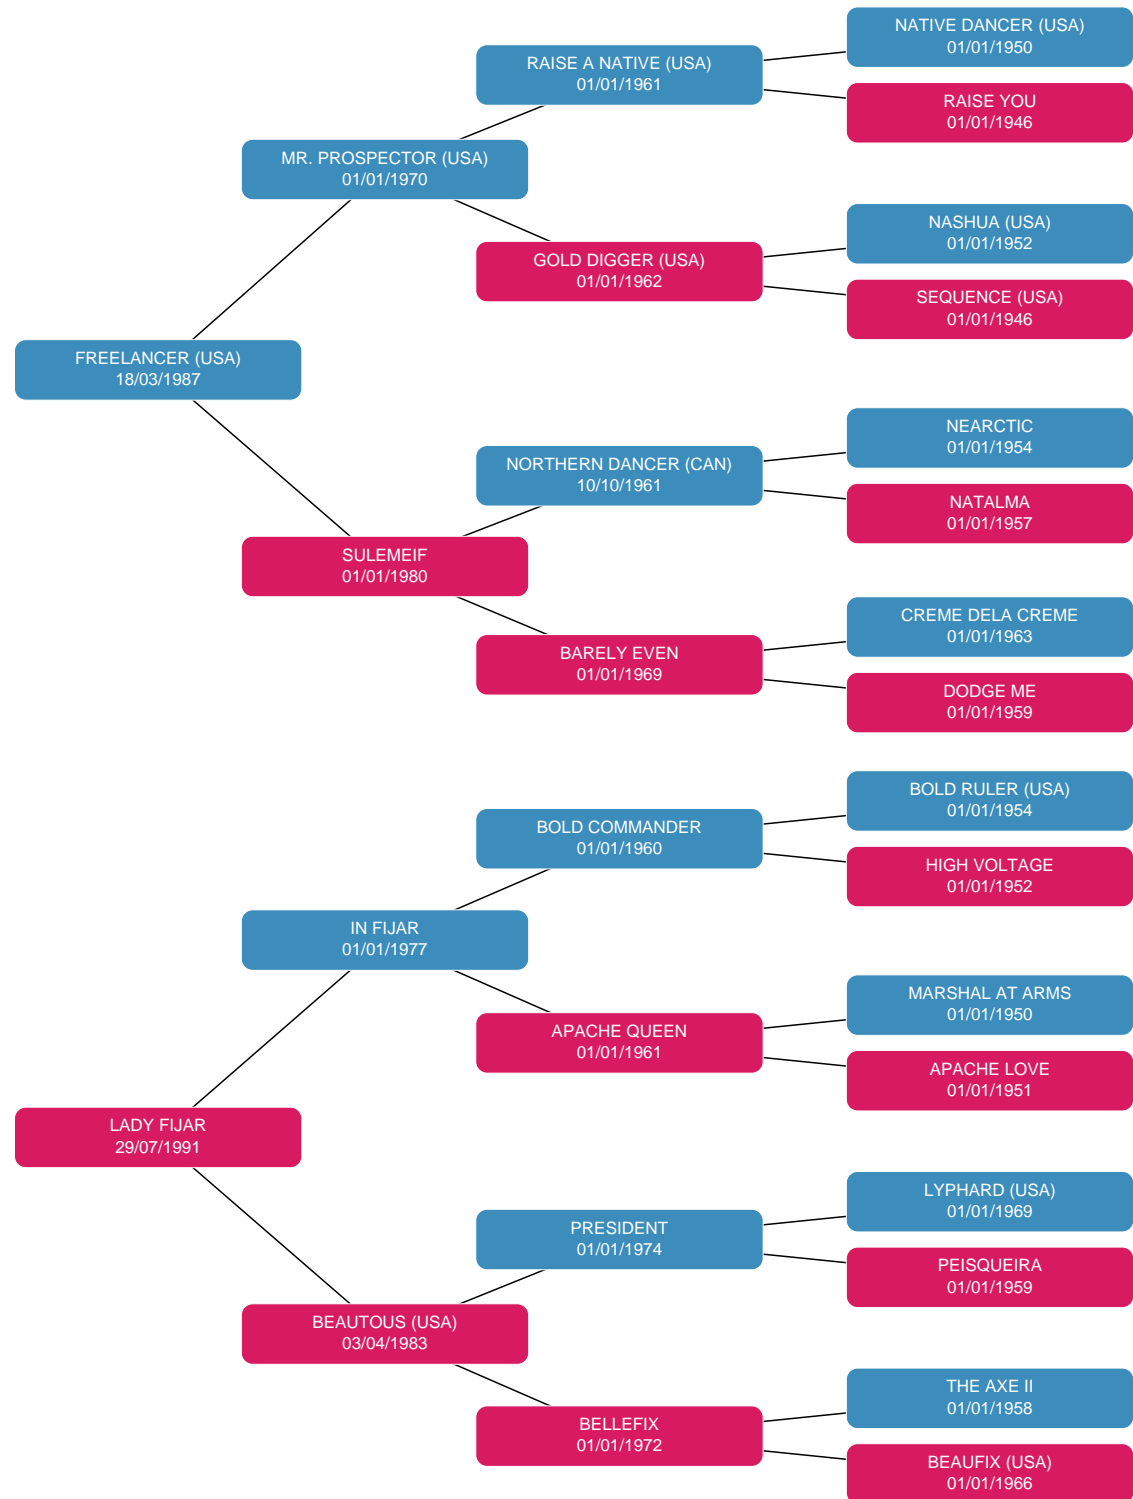 NATIVE DANCER (USA)
01/01/1950
RAISE A NATIVE (USA)
01/01/1961
RAISE YOU
01/01/1946
MR. PROSPECTOR (USA)
01/01/1970
NASHUA (USA)
01/01/1952
GOLD DIGGER (USA)
01/01/1962
SEQUENCE (USA)
01/01/1946
FREELANCER (USA)
18/03/1987
NEARCTIC
01/01/1954
NORTHERN DANCER (CAN)
10/10/1961
NATALMA
01/01/1957
SULEMEIF
01/01/1980
CREME DELA CREME
01/01/1963
BARELY EVEN
01/01/1969
DODGE ME
01/01/1959
BOLD RULER (USA)
01/01/1954
BOLD COMMANDER
01/01/1960
HIGH VOLTAGE
01/01/1952
IN FIJAR
01/01/1977
MARSHAL AT ARMS
01/01/1950
APACHE QUEEN
01/01/1961
APACHE LOVE
01/01/1951
LADY FIJAR
29/07/1991
LYPHARD (USA)
01/01/1969
PRESIDENT
01/01/1974
PEISQUEIRA
01/01/1959
BEAUTOUS (USA)
03/04/1983
THE AXE II
01/01/1958
BELLEFIX
01/01/1972
BEAUFIX (USA)
01/01/1966